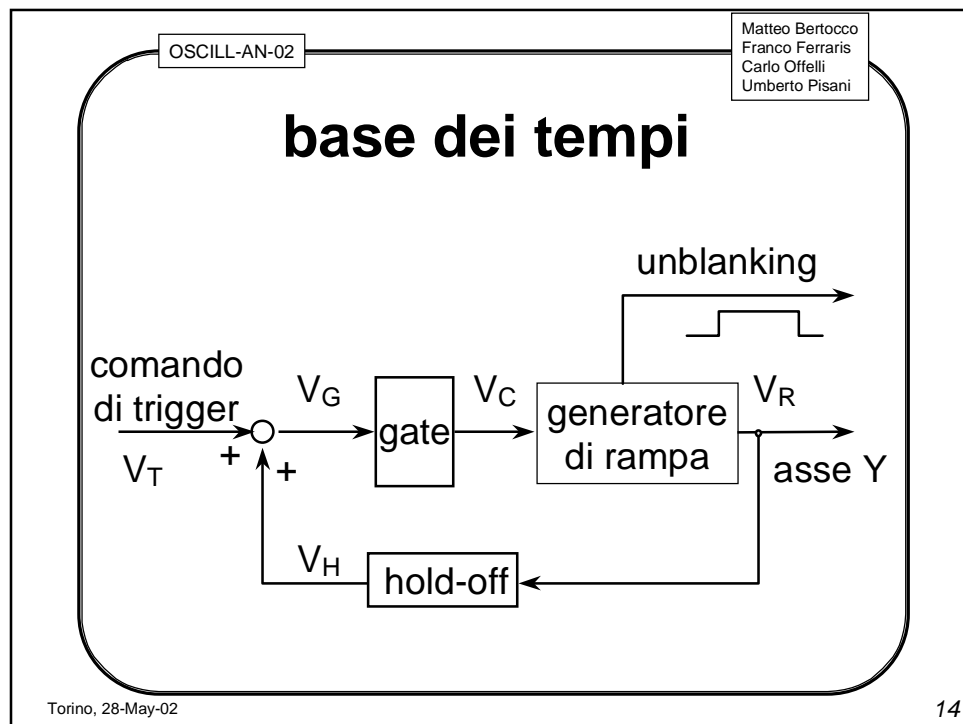 OSCILL-AN-02
Matteo Bertocco
Franco Ferraris
Carlo Offelli
Umberto Pisani
base dei tempi
unblanking
comando
di trigger
VG
gate
VC
generatore
di rampa
VR
VT
+
+
asse Y
VH
hold-off
Torino, 28-May-02
14